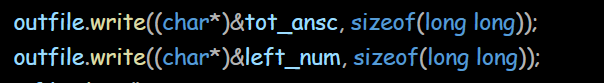 outfile.write((char*)&tot_ansc, sizeof(long long));
outfile.write((char*)&left_num, sizeof(long long));